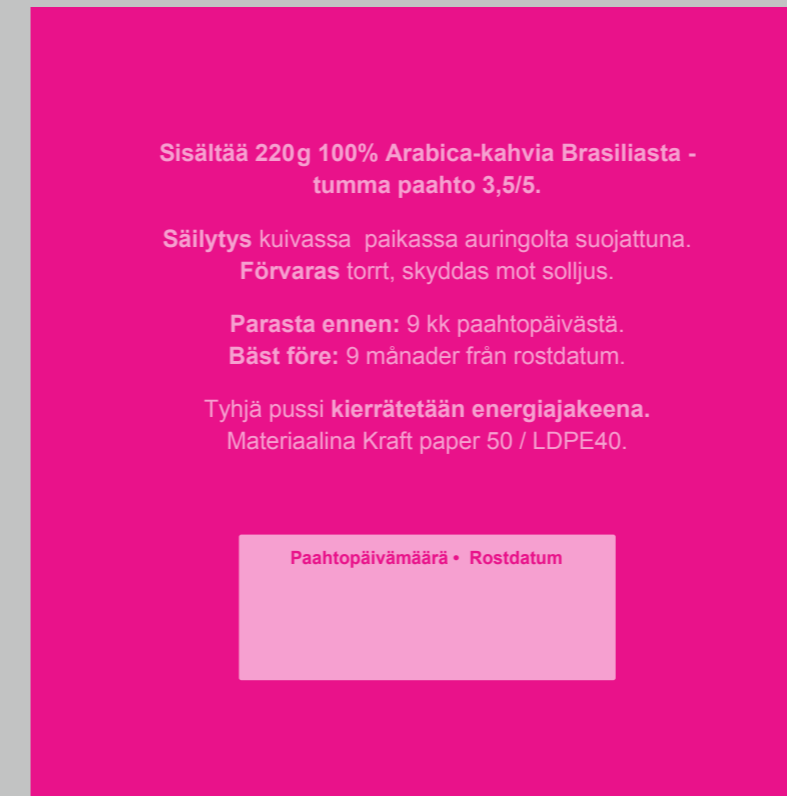 Sisältää 220g 100% Arabica-kahvia Brasiliasta -
tumma paahto 3,5/5.
Säilytys kuivassa paikassa auringolta suojattuna.
Förvaras torrt, skyddas mot solljus.
Parasta ennen: 9 kk paahtopäivästä.
Bäst före: 9 månader från rostdatum.
Tyhjä pussi kierrätetään energiajakeena.
Materiaalina Kraft paper 50 / LDPE40.
Paahtopäivämäärä • Rostdatum